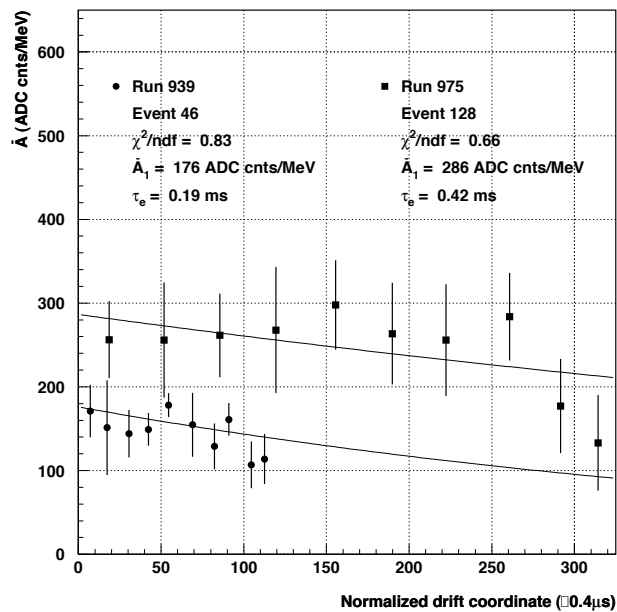 Ā (ADC cnts/MeV)
600
500
400
300
200
100
0
● Run 939
Event 46
χ²/ndf = 0.83
Ā₁ = 176 ADC cnts/MeV
τₑ = 0.19 ms
■ Run 975
Event 128
χ²/ndf = 0.66
Ā₁ = 286 ADC cnts/MeV
τₑ = 0.42 ms
0 50 100 150 200 250 300
Normalized drift coordinate (□0.4μs)